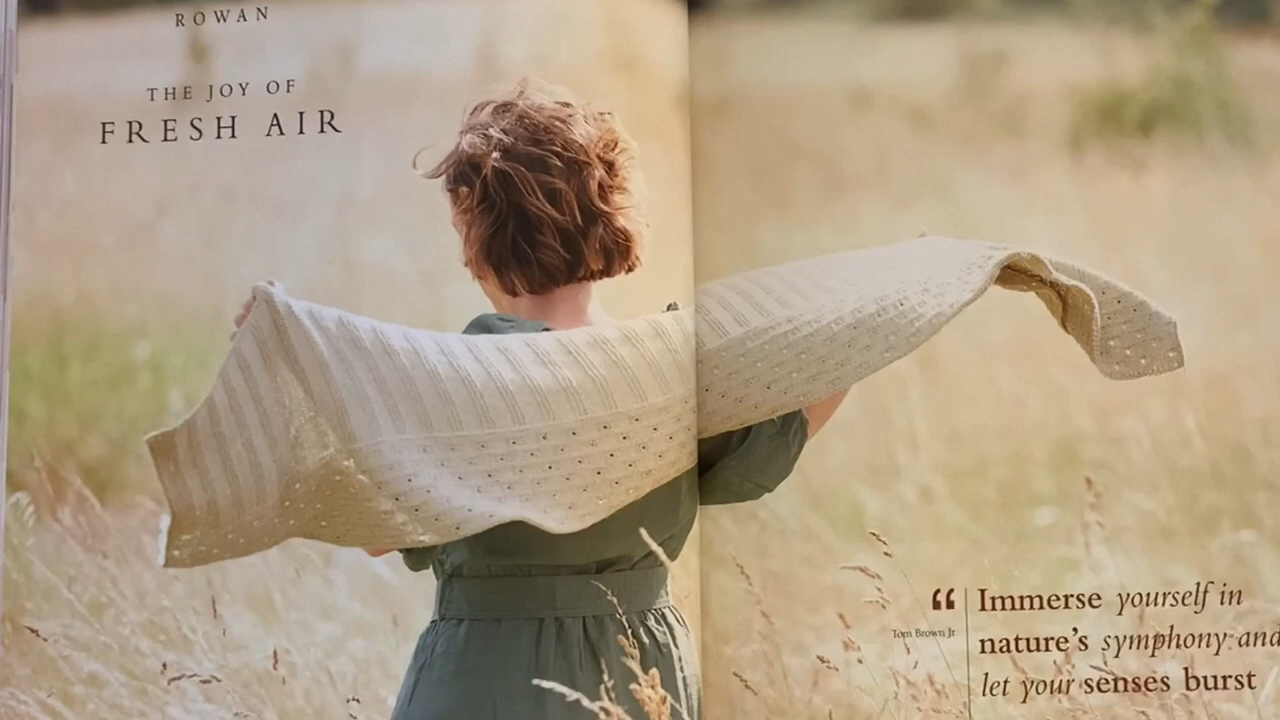 ROWAN
THE JOY OF
FRESH AIR
“
Tom Brown Jr
Immerse yourself in
nature’s symphony and
let your senses burst